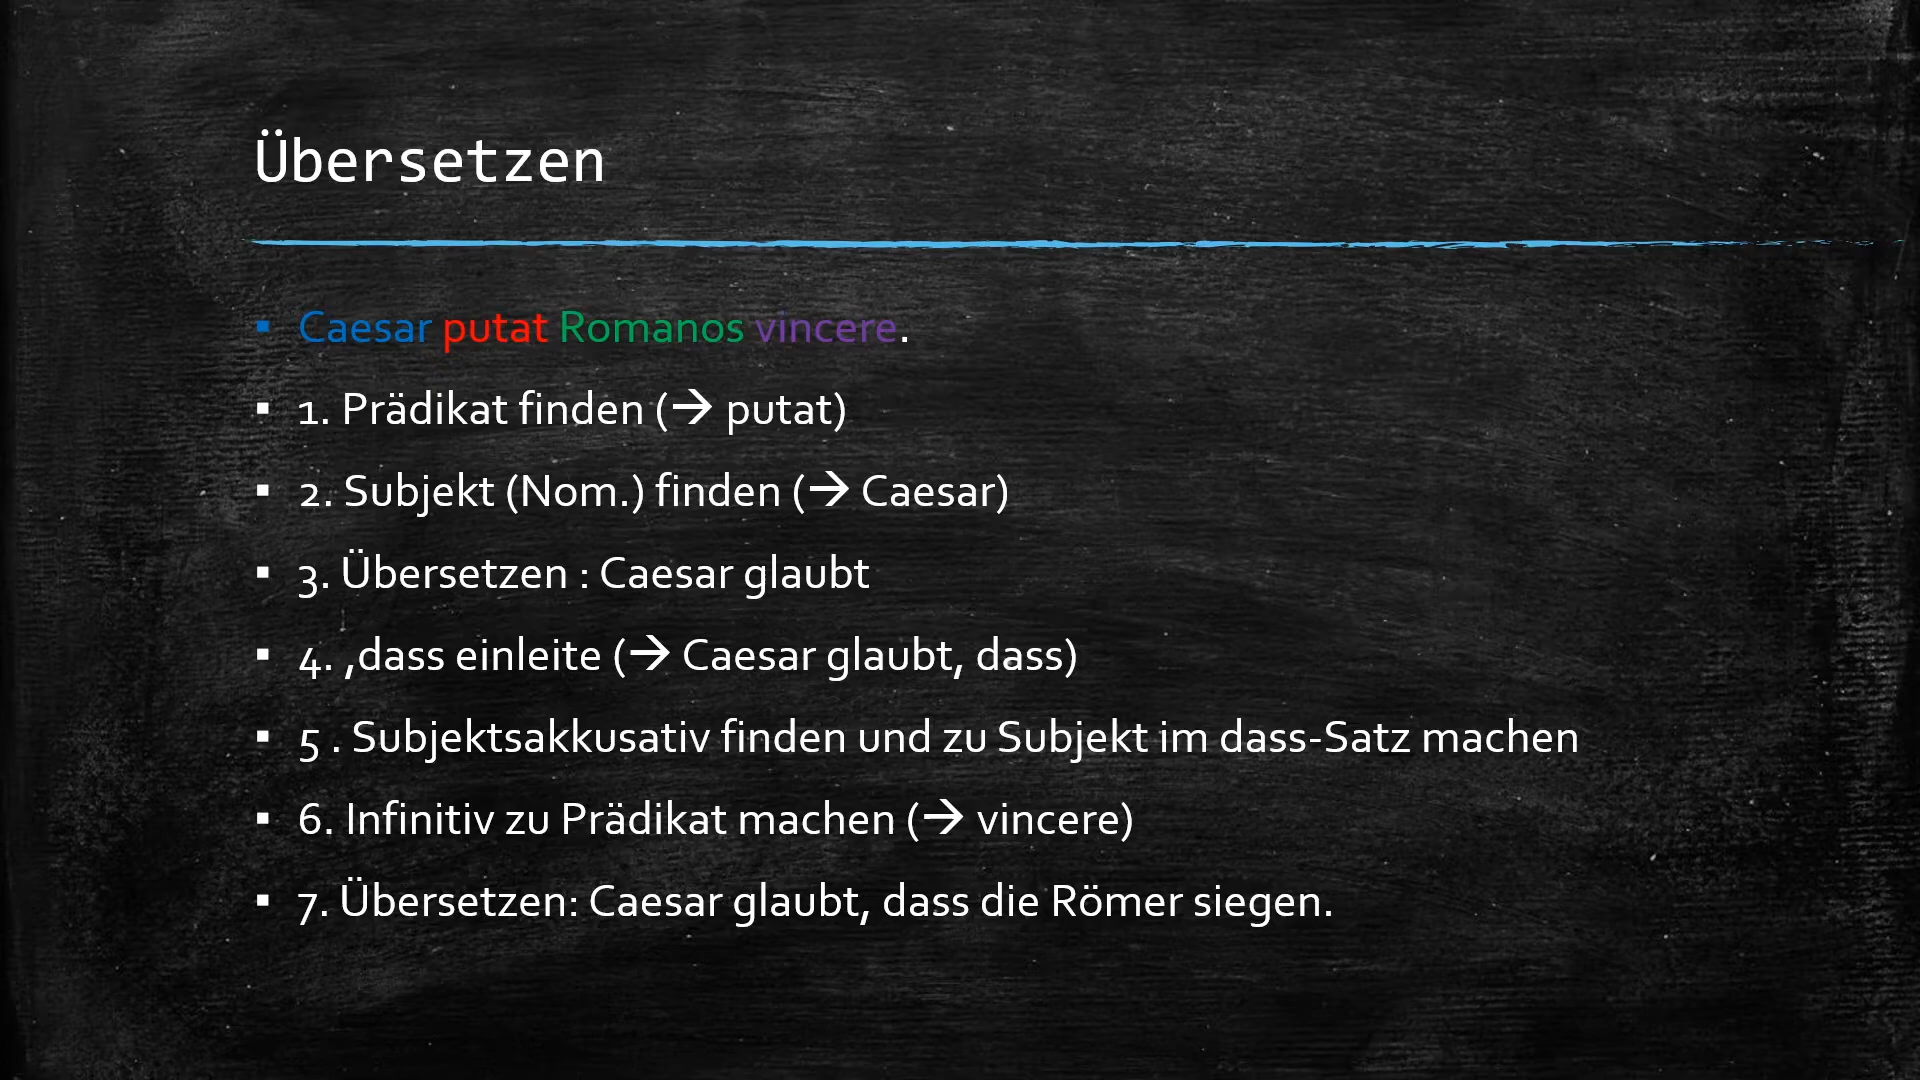 Übersetzen
▪ Caesar putat Romanos vincere.
▪ 1. Prädikat finden (→ putat)
▪ 2. Subjekt (Nom.) finden (→ Caesar)
▪ 3. Übersetzen : Caesar glaubt
▪ 4. ,dass einleite (→ Caesar glaubt, dass)
▪ 5 . Subjektsakkusativ finden und zu Subjekt im dass-Satz machen
▪ 6. Infinitiv zu Prädikat machen (→ vincere)
▪ 7. Übersetzen: Caesar glaubt, dass die Römer siegen.